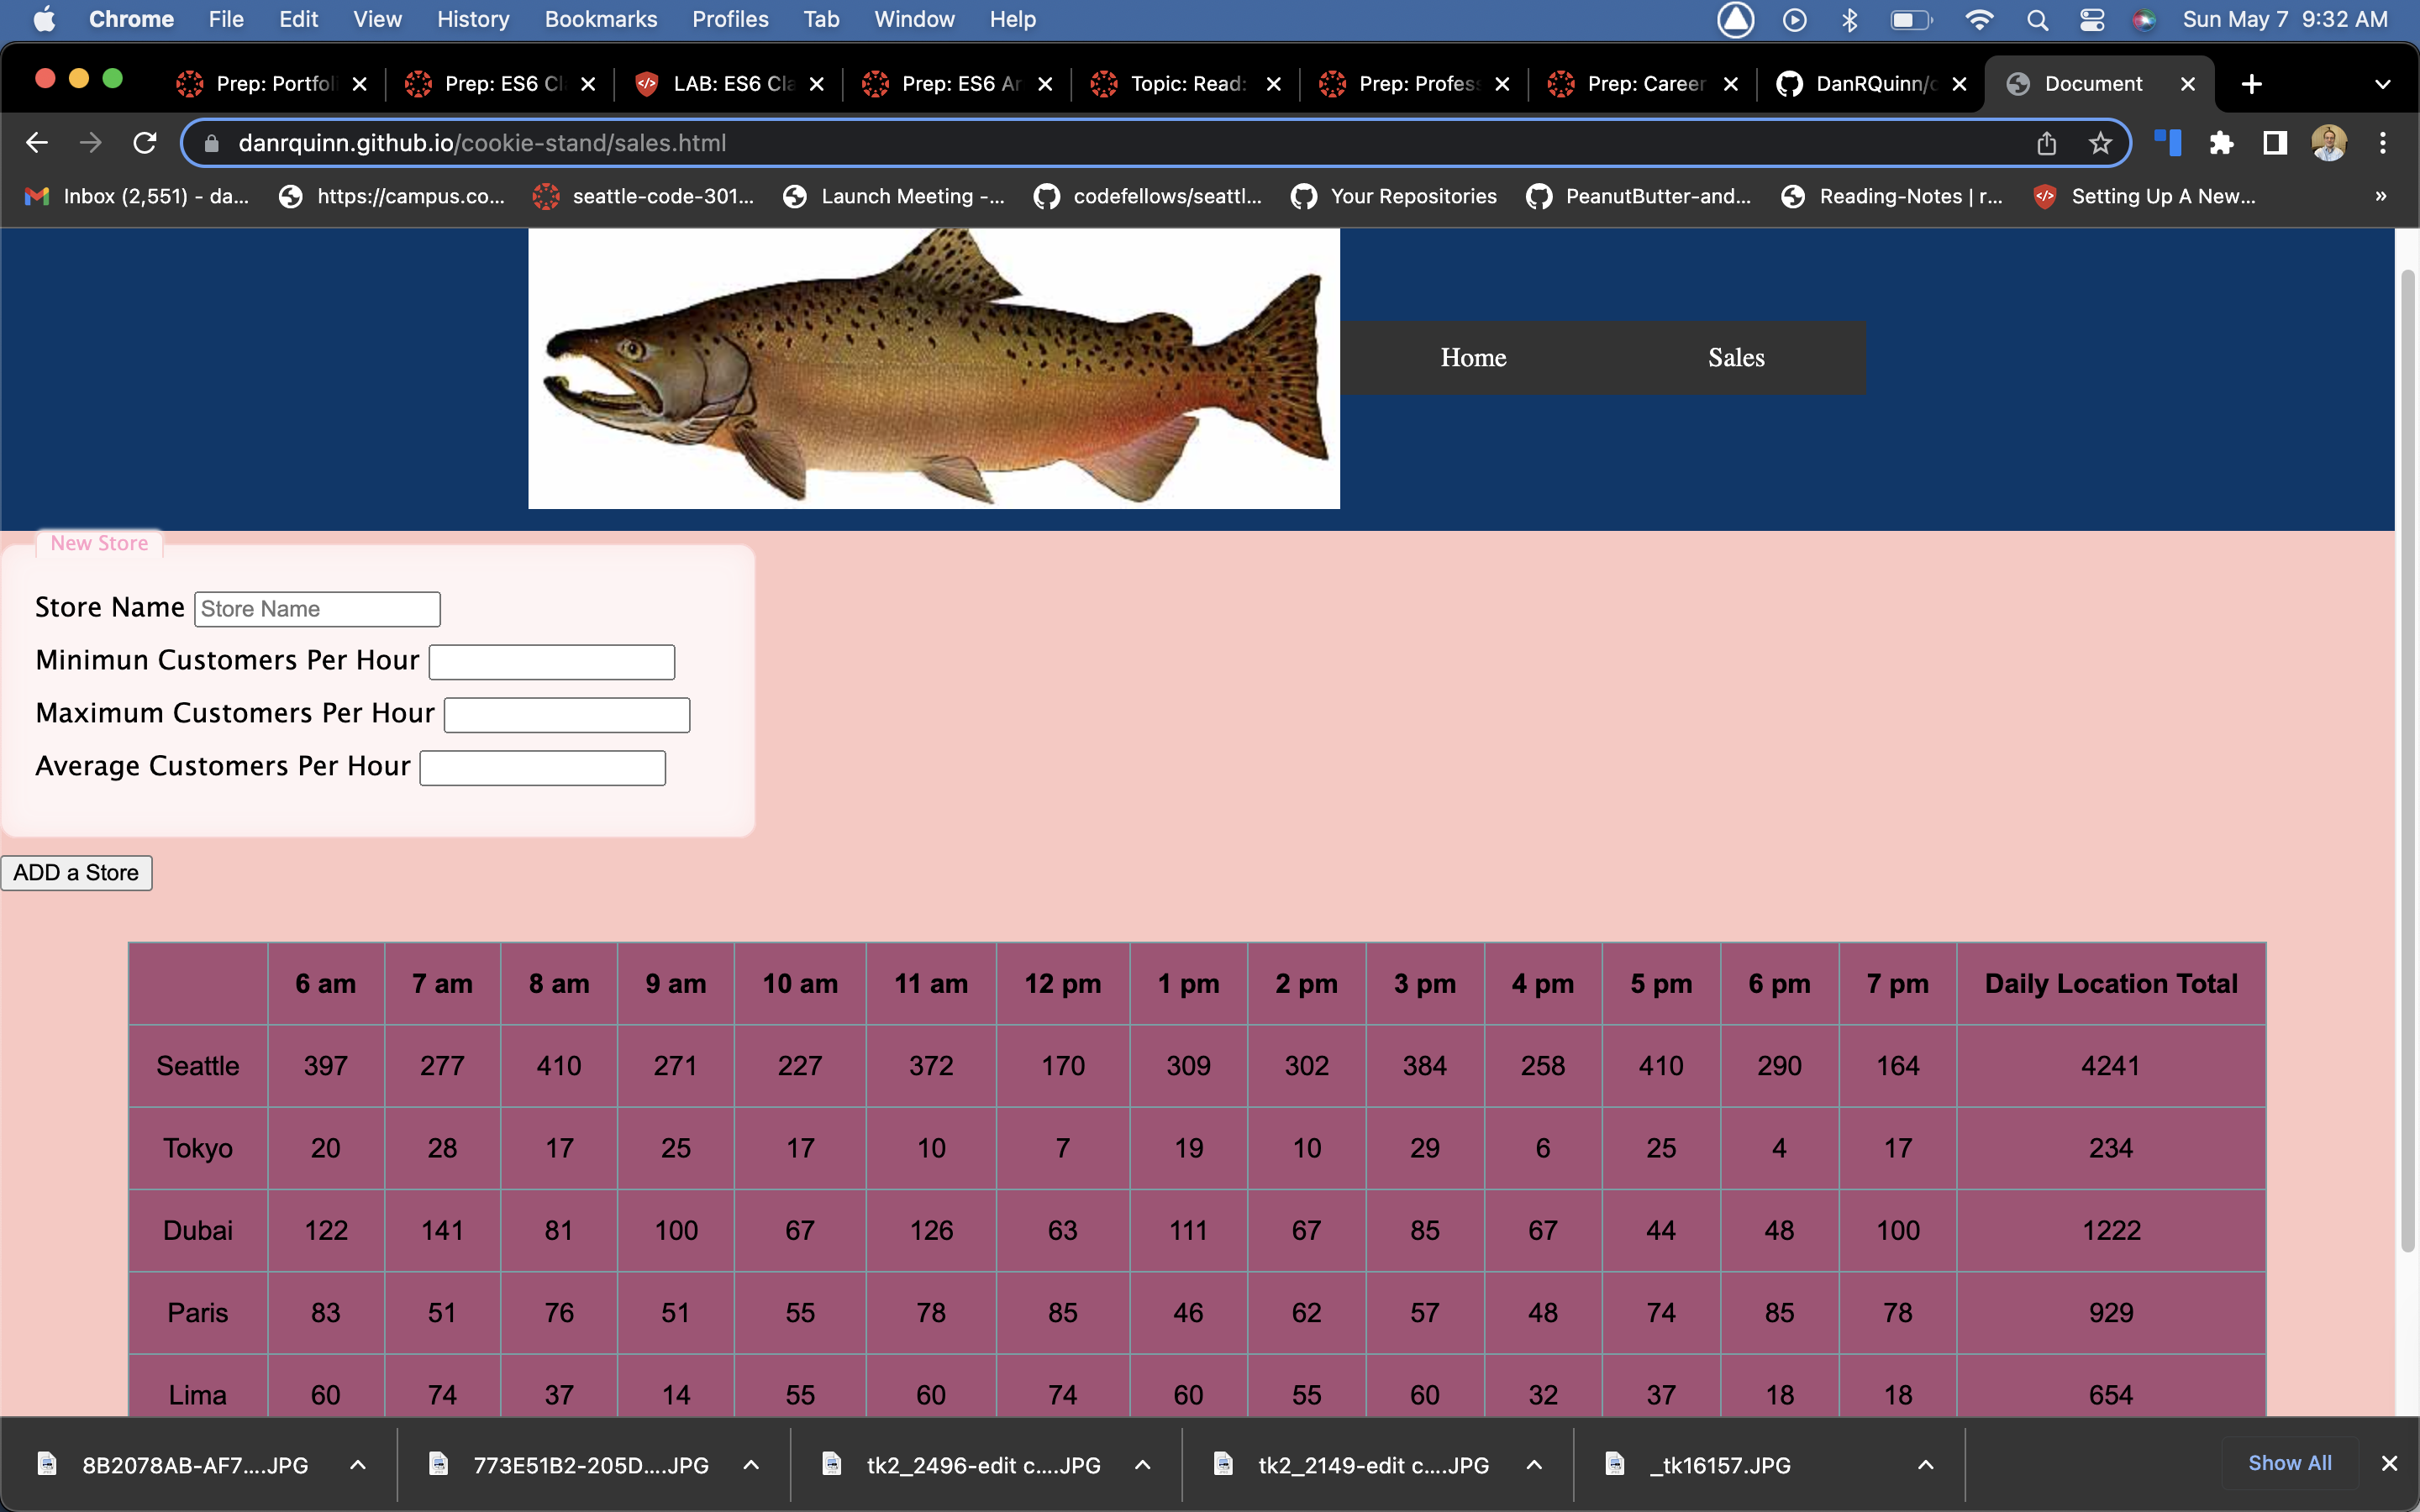 Chrome File Edit View History Bookmarks Profiles Tab Window Help Sun May 7 9:32 AM
Prep: Portfoli Prep: ES6 Cl LAB: ES6 Cla Prep: ES6 Ar Topic: Read: Prep: Profess Prep: Career DanRQuinn/c Document
danrquinn.github.io/cookie-stand/sales.html
Inbox (2,551) - da... https://campus.co... seattle-code-301... Launch Meeting -... codefellows/seattl... Your Repositories PeanutButter-and... Reading-Notes | r... Setting Up A New... »
Home Sales
New Store
Store Name Store Name
Minimun Customers Per Hour
Maximum Customers Per Hour
Average Customers Per Hour
ADD a Store
6 am 7 am 8 am 9 am 10 am 11 am 12 pm 1 pm 2 pm 3 pm 4 pm 5 pm 6 pm 7 pm Daily Location Total
Seattle 397 277 410 271 227 372 170 309 302 384 258 410 290 164 4241
Tokyo 20 28 17 25 17 10 7 19 10 29 6 25 4 17 234
Dubai 122 141 81 100 67 126 63 111 67 85 67 44 48 100 1222
Paris 83 51 76 51 55 78 85 46 62 57 48 74 85 78 929
Lima 60 74 37 14 55 60 74 60 55 60 32 37 18 18 654
8B2078AB-AF7....JPG 773E51B2-205D....JPG tk2_2496-edit c....JPG tk2_2149-edit c....JPG _tk16157.JPG Show All